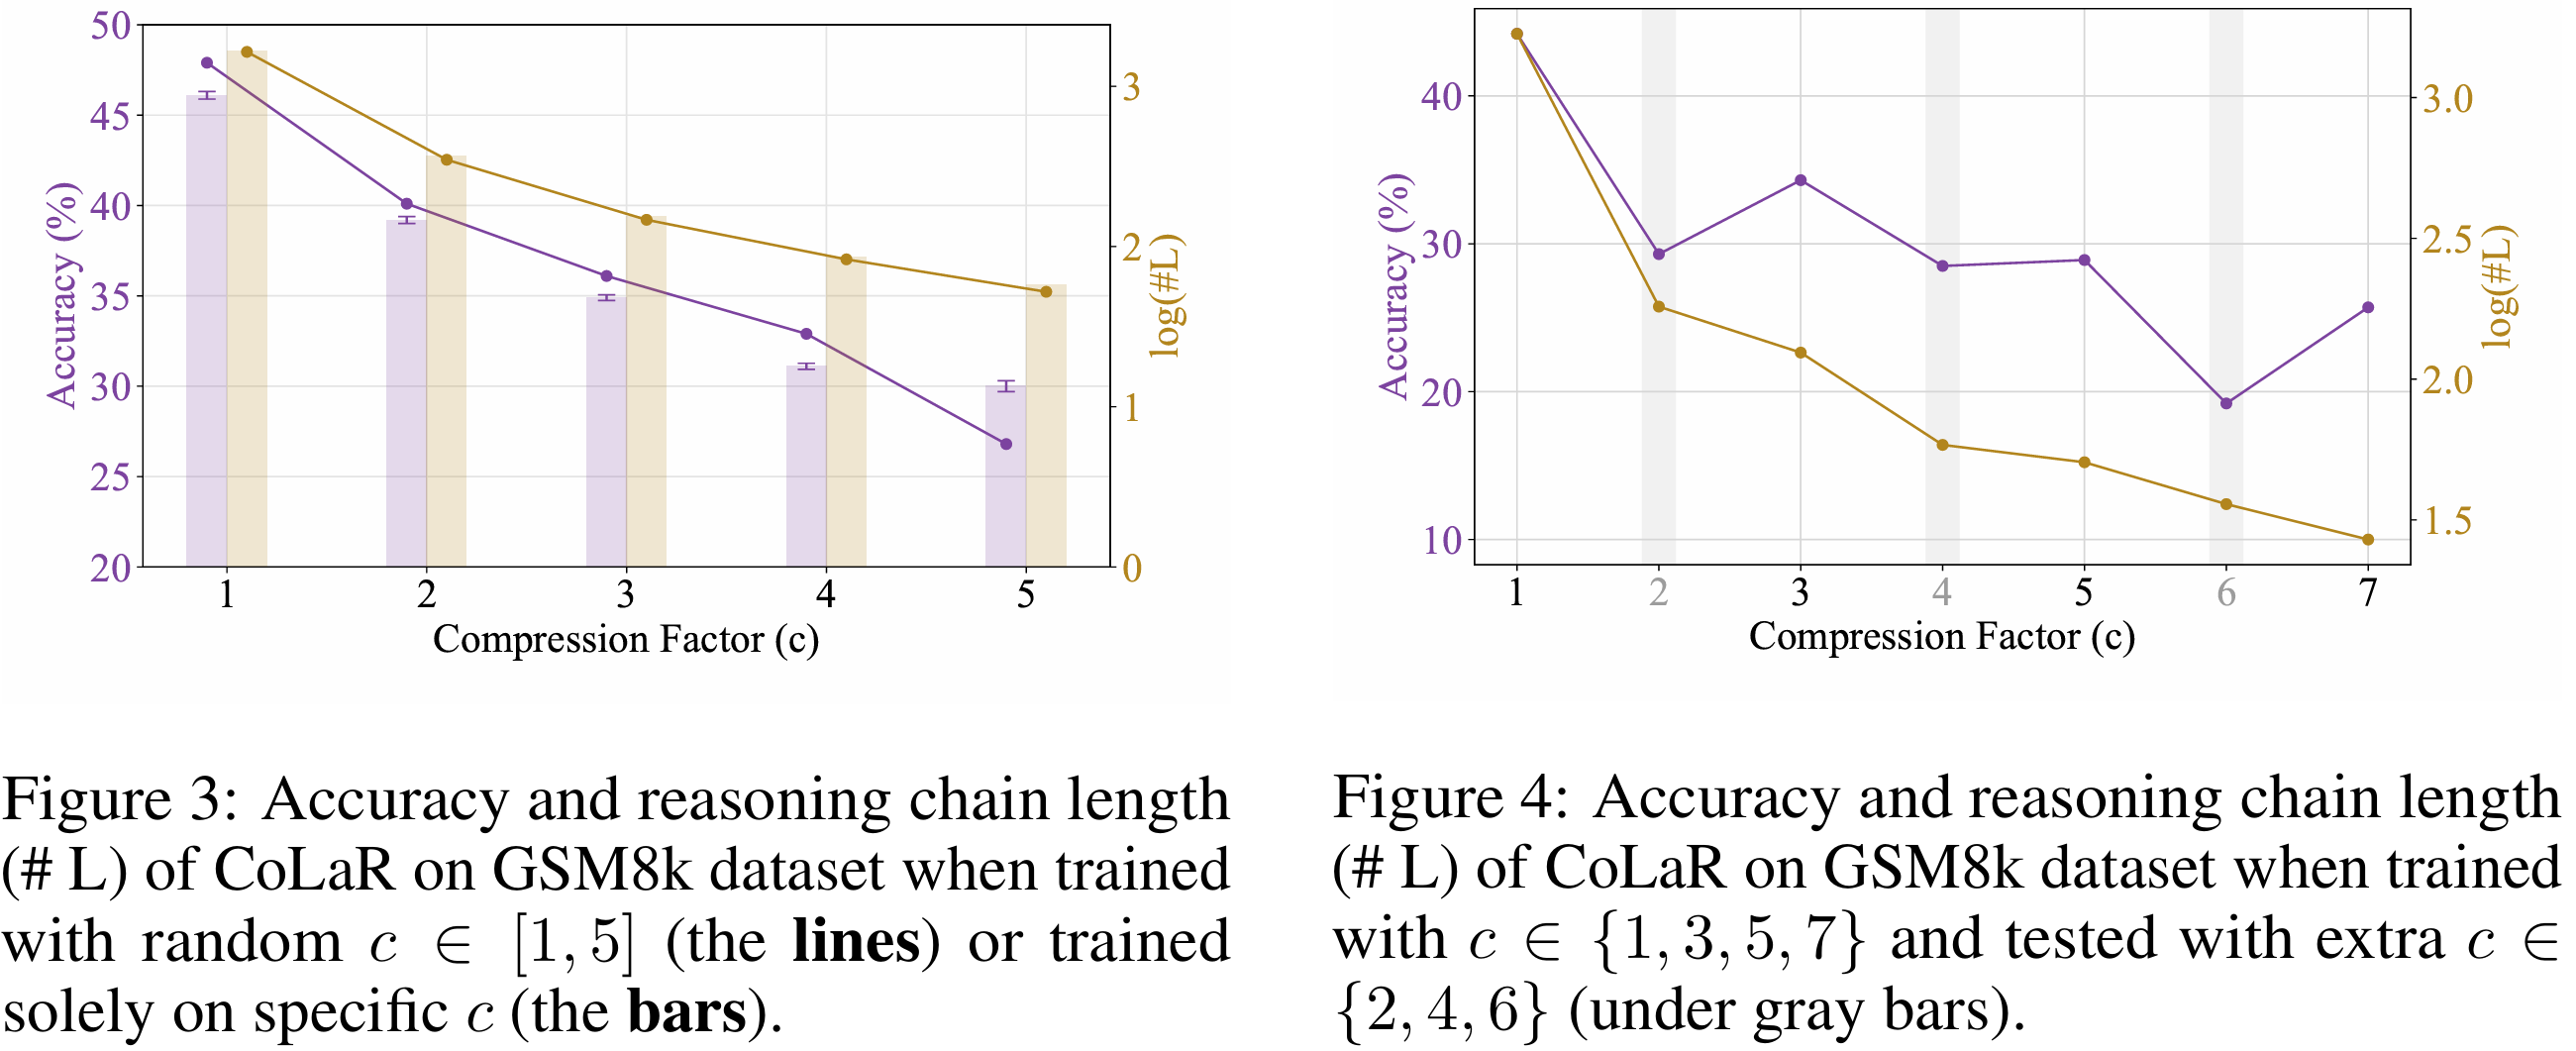 50
45
40
35
30
25
20
Accuracy (%)
3
2
1
0
log(#L)
1 2 3 4 5
Compression Factor (c)
Figure 3: Accuracy and reasoning chain length
(# L) of CoLaR on GSM8k dataset when trained
with random c ∈ [1, 5] (the lines) or trained
solely on specific c (the bars).
40
30
20
10
Accuracy (%)
3.0
2.5
2.0
1.5
log(#L)
1 2 3 4 5 6 7
Compression Factor (c)
Figure 4: Accuracy and reasoning chain length
(# L) of CoLaR on GSM8k dataset when trained
with c ∈ {1, 3, 5, 7} and tested with extra c ∈
{2, 4, 6} (under gray bars).